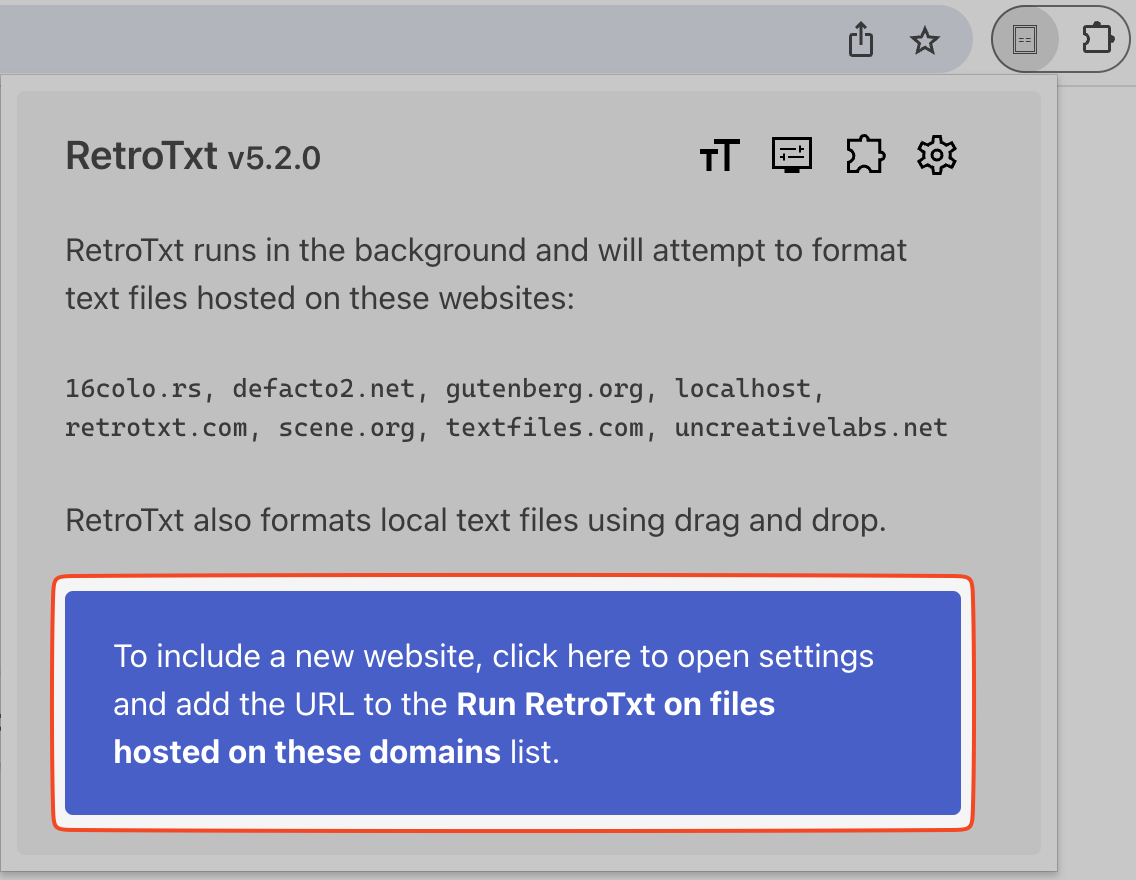 RetroTxt v5.2.0
RetroTxt runs in the background and will attempt to format
text files hosted on these websites:
16colo.rs, defacto2.net, gutenberg.org, localhost,
retrotxt.com, scene.org, textfiles.com, uncreativelabs.net
RetroTxt also formats local text files using drag and drop.
To include a new website, click here to open settings
and add the URL to the Run RetroTxt on files
hosted on these domains list.